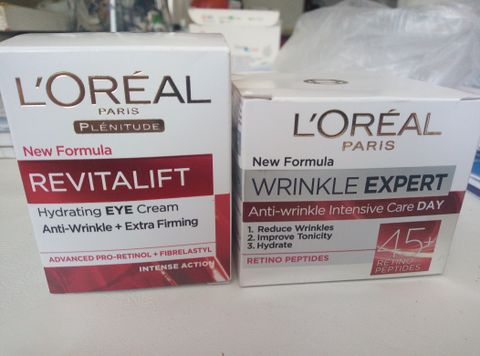 L'ORÉAL
PARIS
PLÉNITUDE
New Formula
REVITALIFT
Hydrating EYE Cream
Anti-Wrinkle + Extra Firming
ADVANCED PRO-RETINOL + FIBRELASTYL
INTENSE ACTION
L'ORÉAL
PARIS
New Formula
WRINKLE EXPERT
Anti-wrinkle Intensive Care DAY
1. Reduce Wrinkles
2. Improve Tonicity
3. Hydrate
RETINO PEPTIDES
45+
RETINO
PEPTIDES